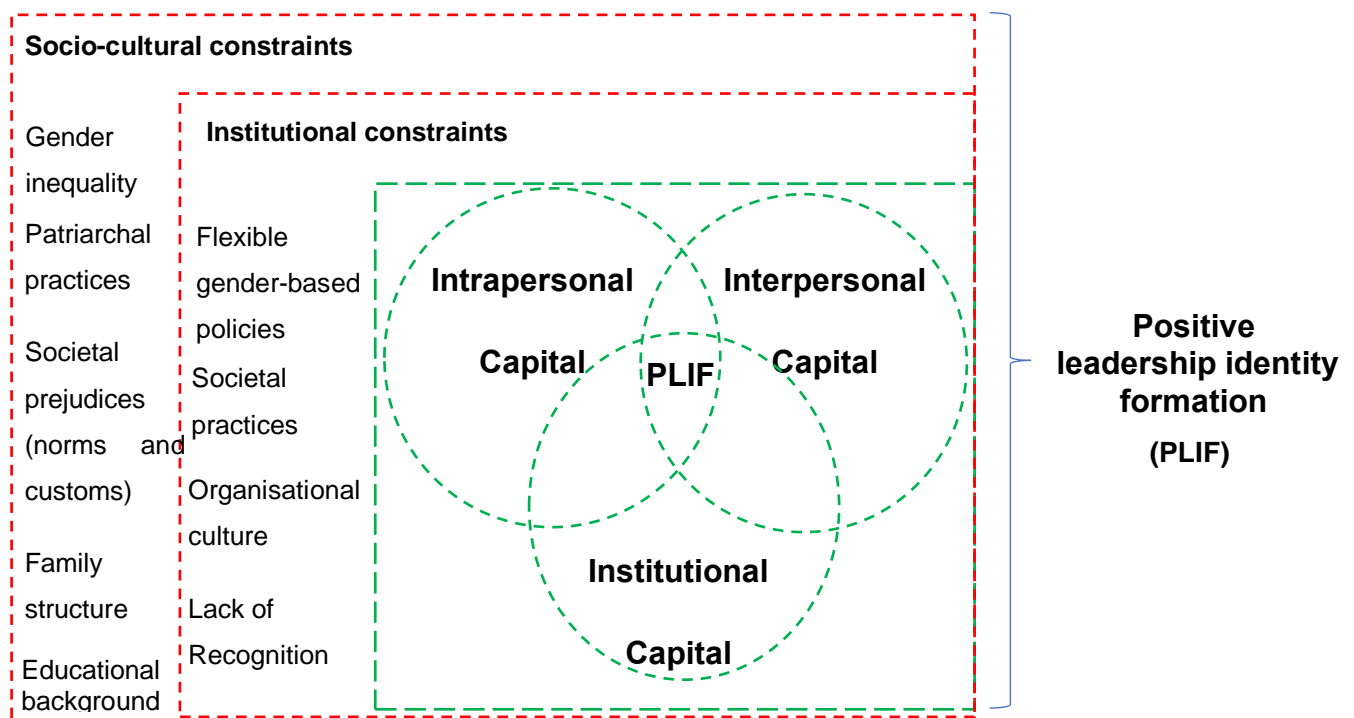 Socio-cultural constraints
Gender
inequality
Patriarchal
practices
Societal
prejudices
(norms and
customs)
Family
structure
Educational
background
Institutional constraints
Flexible
gender-based
policies
Societal
practices
Organisational
culture
Lack of
Recognition
Intrapersonal
Capital
Interpersonal
Capital
PLIF
Institutional
Capital
Positive
leadership identity
formation
(PLIF)